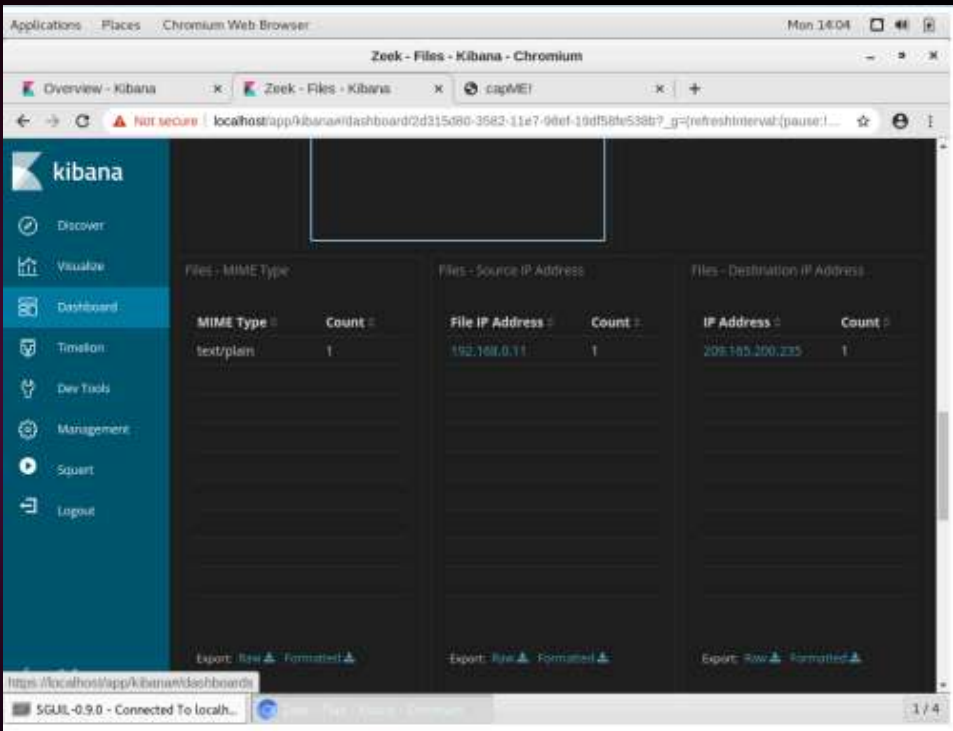 Applications Places Chromium Web Browser Mon 14:04
Zeek - Files - Kibana - Chromium
Overview - Kibana Zeek - Files - Kibana capME!
Not secure localhost/app/kibana#/dashboard/2d315d80-3582-11e7-98ef-19df58fe538b?_g=(refreshInterval:(pause:!...
kibana
Discover
Visualize
Files - MIME Type Files - Source IP Address Files - Destination IP Address
Dashboard
MIME Type Count File IP Address Count IP Address Count
Timelion
text/plain 1 192.168.0.11 1 209.165.200.235 1
Dev Tools
Management
Squert
Logout
Export: Raw Formatted Export: Raw Formatted Export: Raw Formatted
https://localhost/app/kibana#/dashboards
SGUIL-0.9.0 - Connected To localh... 1 / 4